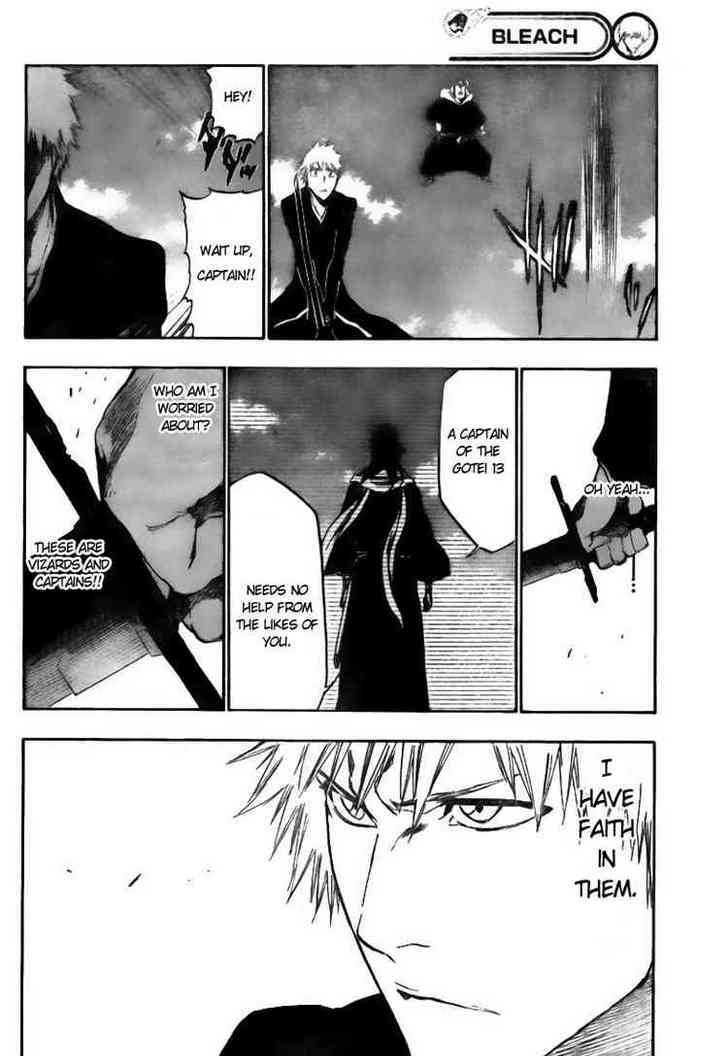 BLEACH
HEY!
WAIT UP,
CAPTAIN!!
OH YEAH...
A CAPTAIN
OF THE
GOTEI 13
NEEDS NO
HELP FROM
THE LIKES OF
YOU.
WHO AM I
WORRIED
ABOUT?
THESE ARE
VIZARDS AND
CAPTAINS!!
I
HAVE
FAITH
IN
THEM.